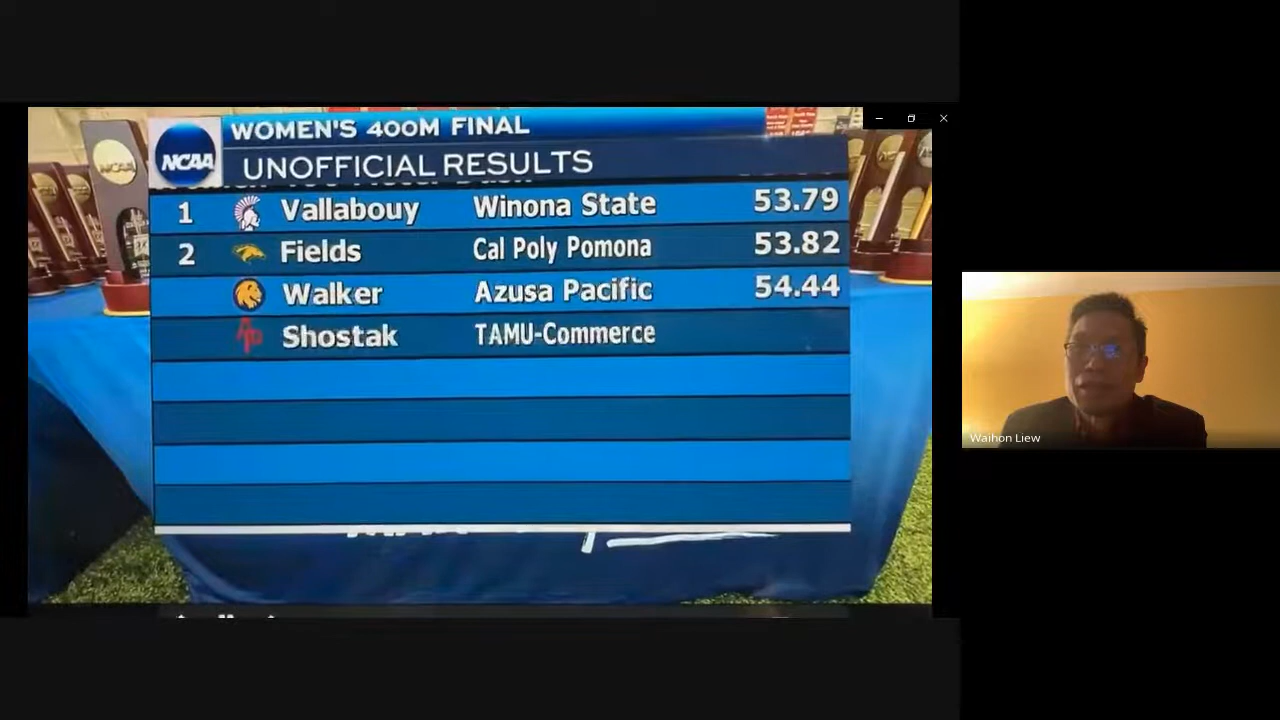 WOMEN'S 400M FINAL
NCAA
UNOFFICIAL RESULTS
1 Vallabouy Winona State 53.79
2 Fields Cal Poly Pomona 53.82
Walker Azusa Pacific 54.44
Shostak TAMU-Commerce
Waihon Liew